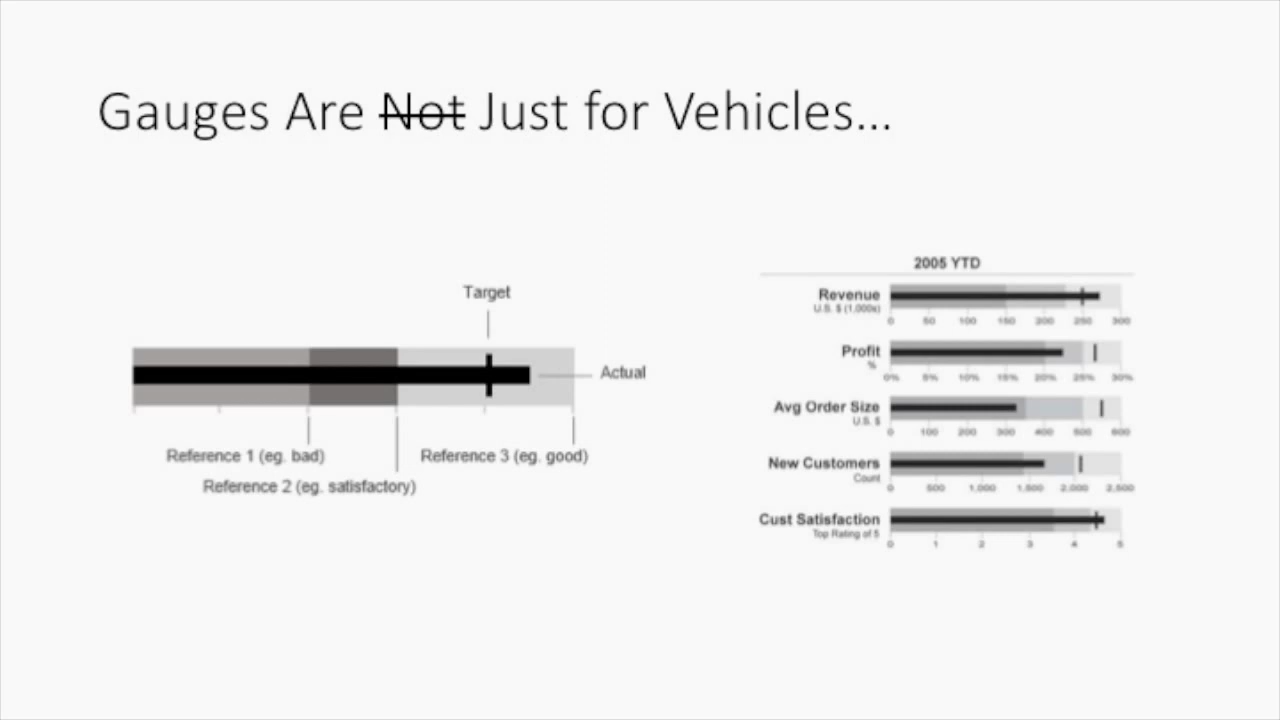 Gauges Are Not Just for Vehicles...
Target
Actual
Reference 1 (eg. bad)
Reference 3 (eg. good)
Reference 2 (eg. satisfactory)
2005 YTD
Revenue
U.S. $ (1,000s)
0 50 100 150 200 250 300
Profit
%
0% 5% 10% 15% 20% 25% 30%
Avg Order Size
U.S. $
0 100 200 300 400 500 600
New Customers
Count
0 500 1,000 1,500 2,000 2,500
Cust Satisfaction
Top Rating of 5
0 1 2 3 4 5